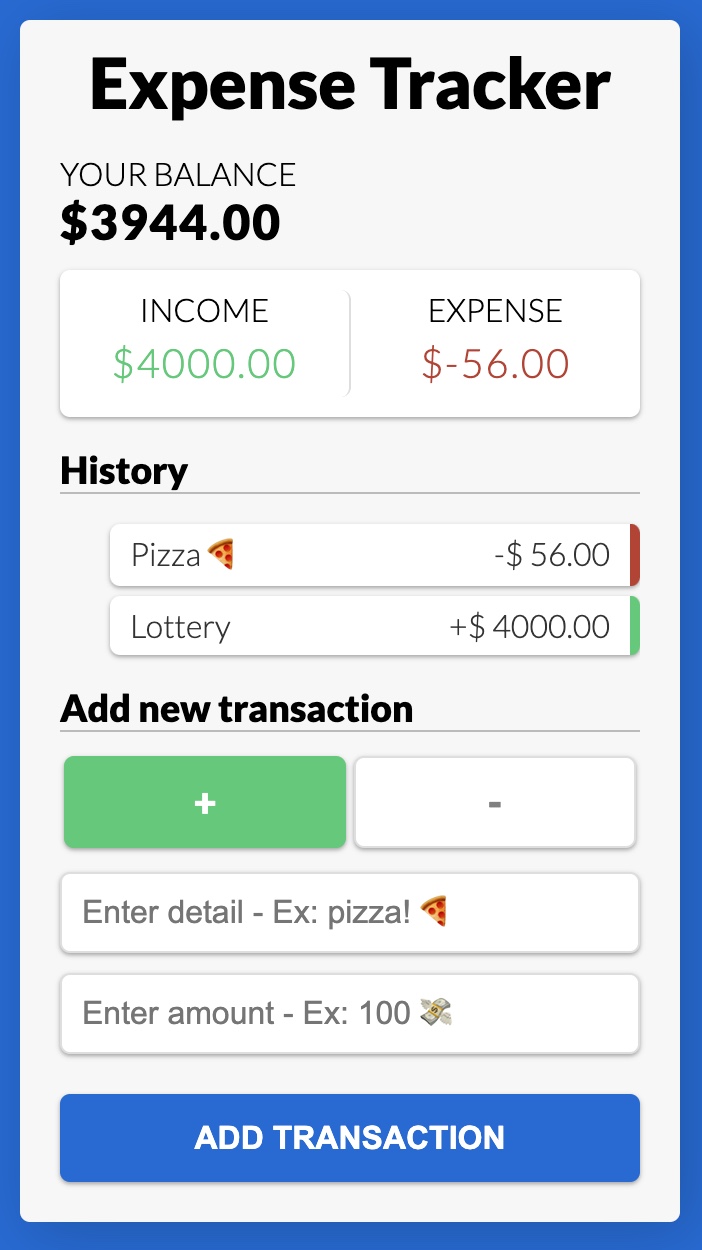 Expense Tracker
YOUR BALANCE
$3944.00
INCOME EXPENSE
$4000.00 $-56.00
History
Pizza🍕 -$ 56.00
Lottery +$ 4000.00
Add new transaction
+ -
Enter detail - Ex: pizza! 🍕
Enter amount - Ex: 100 💸
ADD TRANSACTION